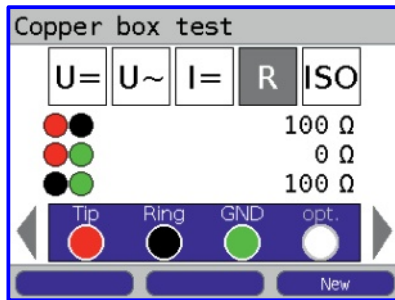 Copper box test
U= U~ I= R ISO
100 Ω
0 Ω
100 Ω
Tip Ring GND opt.
New